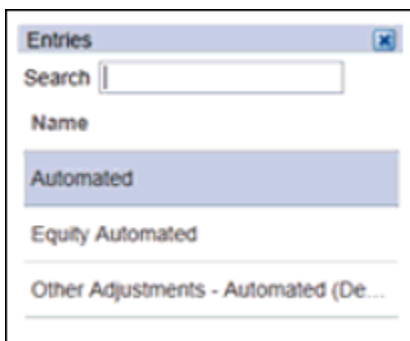 Entries
Search
Name
Automated
Equity Automated
Other Adjustments - Automated (De...